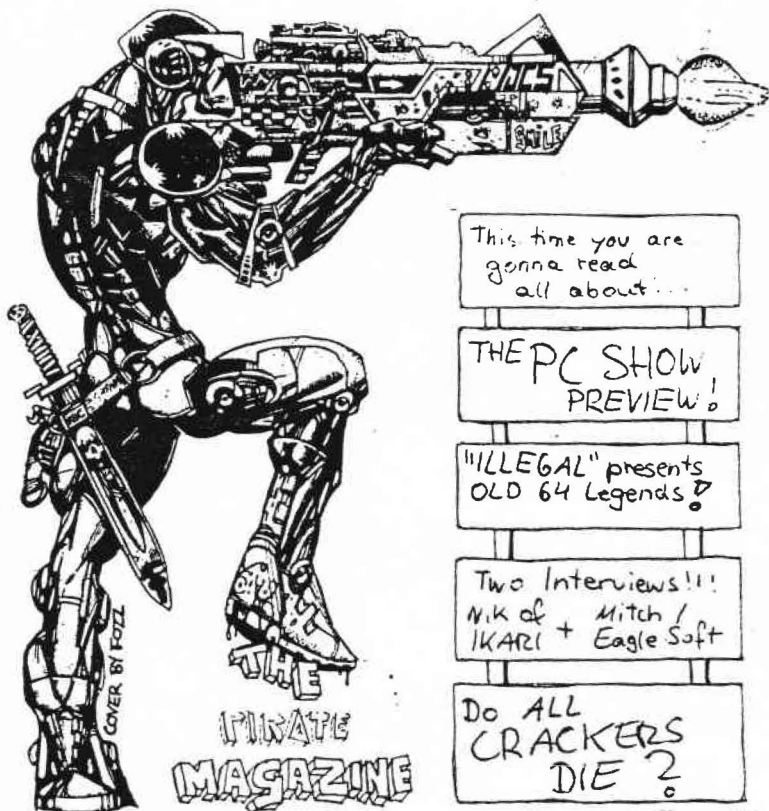 SMILE
This time you are
gonna read
all about...
THE PC SHOW
PREVIEW!
"ILLEGAL" presents
OLD 64 Legends!
Two Interviews!!!
Nik of + Mitch /
IKARI Eagle Soft
Do ALL
CRACKERS
DIE ?
COVER BY FOZZ
THE
PIRATE
MAGAZINE